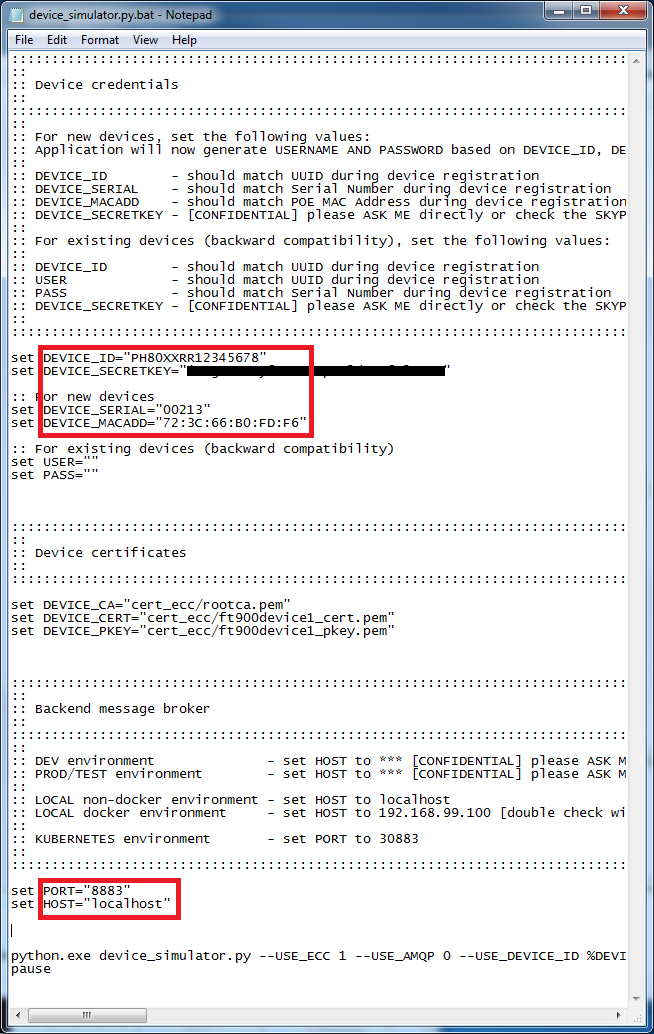 device_simulator.py.bat - Notepad
File Edit Format View Help
::::::::::::::::::::::::::::::::::::::::::::::::::::::::::::::::::::::::::::::
::
:: Device credentials
::
::::::::::::::::::::::::::::::::::::::::::::::::::::::::::::::::::::::::::::::
::
:: For new devices, set the following values:
:: Application will now generate USERNAME AND PASSWORD based on DEVICE_ID, DE
::
:: DEVICE_ID        - should match UUID during device registration
:: DEVICE_SERIAL    - should match Serial Number during device registration
:: DEVICE_MACADD    - should match POE MAC Address during device registration
:: DEVICE_SECRETKEY - [CONFIDENTIAL] please ASK ME directly or check the SKYP
::
:: For existing devices (backward compatibility), set the following values:
::
:: DEVICE_ID        - should match UUID during device registration
:: USER             - should match UUID during device registration
:: PASS             - should match Serial Number during device registration
:: DEVICE_SECRETKEY - [CONFIDENTIAL] please ASK ME directly or check the SKYP
::
::::::::::::::::::::::::::::::::::::::::::::::::::::::::::::::::::::::::::::::
set DEVICE_ID="PH80XXRR12345678"
set DEVICE_SECRETKEY=" "
:: For new devices
set DEVICE_SERIAL="00213"
set DEVICE_MACADD="72:3C:66:B0:FD:F6"
:: For existing devices (backward compatibility)
set USER=""
set PASS=""
::::::::::::::::::::::::::::::::::::::::::::::::::::::::::::::::::::::::::::::
::
:: Device certificates
::
::::::::::::::::::::::::::::::::::::::::::::::::::::::::::::::::::::::::::::::
set DEVICE_CA="cert_ecc/rootca.pem"
set DEVICE_CERT="cert_ecc/ft900device1_cert.pem"
set DEVICE_PKEY="cert_ecc/ft900device1_pkey.pem"
::::::::::::::::::::::::::::::::::::::::::::::::::::::::::::::::::::::::::::::
::
:: Backend message broker
::
::::::::::::::::::::::::::::::::::::::::::::::::::::::::::::::::::::::::::::::
::
:: DEV environment              - set HOST to *** [CONFIDENTIAL] please ASK M
:: PROD/TEST environment        - set HOST to *** [CONFIDENTIAL] please ASK M
::
:: LOCAL non-docker environment - set HOST to localhost
:: LOCAL docker environment     - set HOST to 192.168.99.100 [double check wi
::
:: KUBERNETES environment       - set PORT to 30883
::
::::::::::::::::::::::::::::::::::::::::::::::::::::::::::::::::::::::::::::::
set PORT="8883"
set HOST="localhost"
python.exe device_simulator.py --USE_ECC 1 --USE_AMQP 0 --USE_DEVICE_ID %DEVI
pause